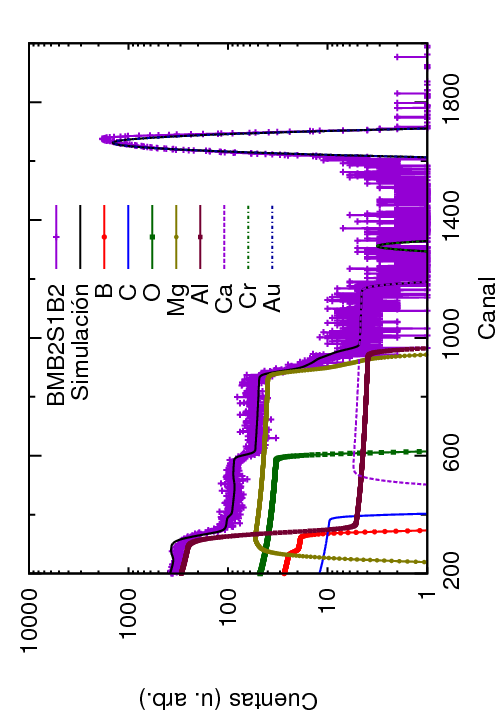 Cuentas (u. arb.)
10000
1000
100
10
1
200
600
1000
1400
1800
Canal
BMB2S1B2
Simulación
B
C
O
Mg
Al
Ca
Cr
Au